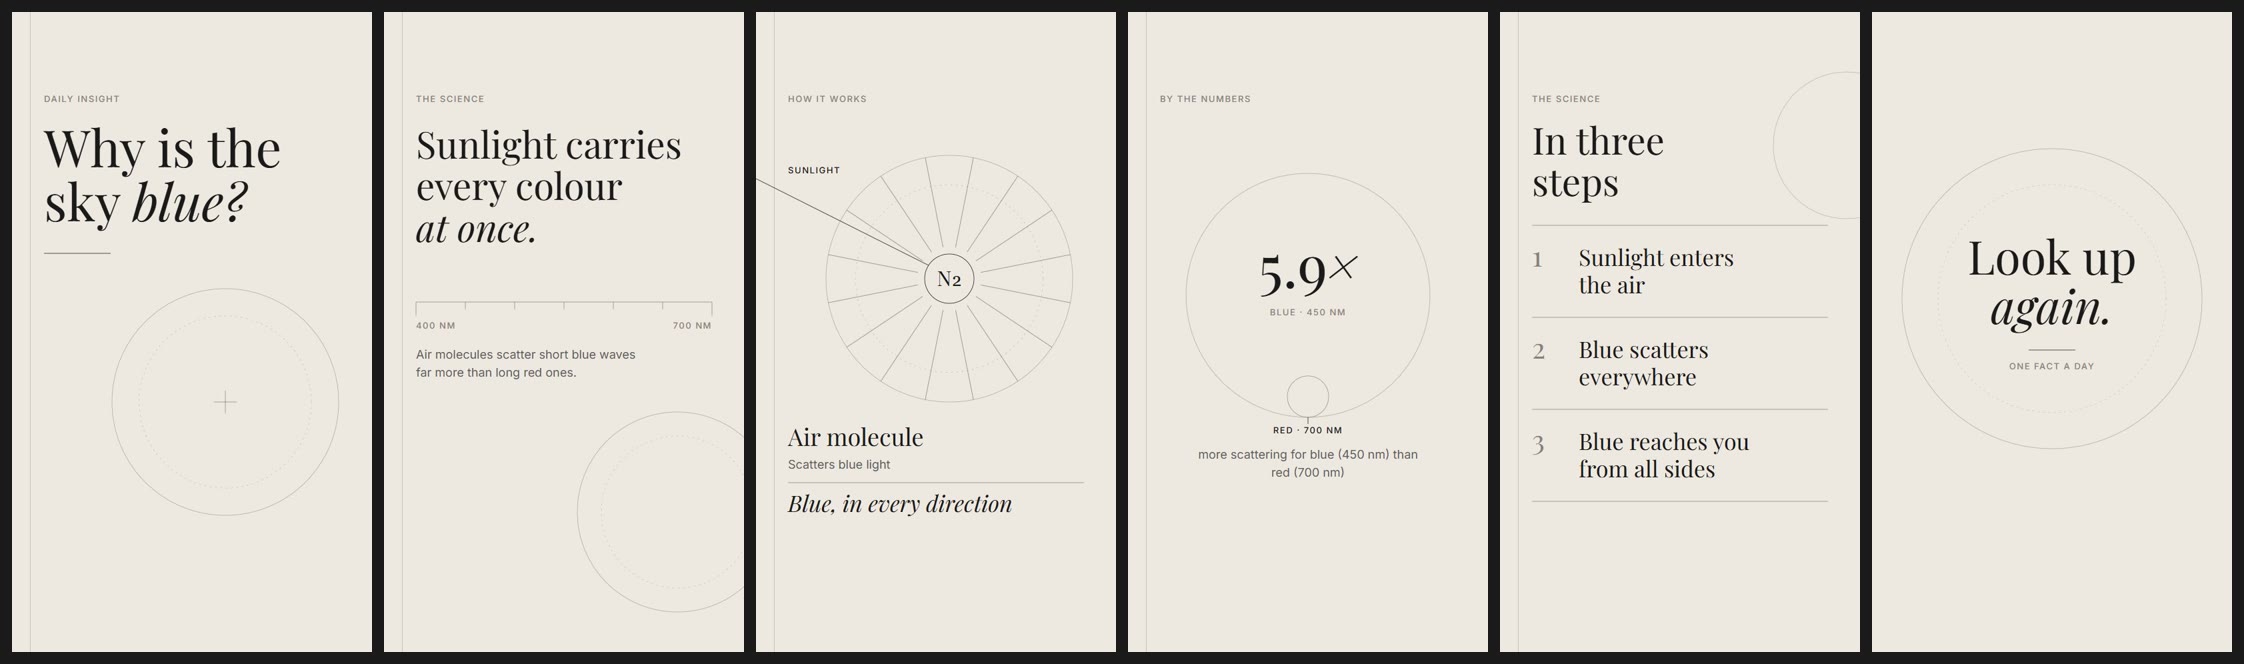 DAILY INSIGHT
Why is the
sky blue?
THE SCIENCE
Sunlight carries
every colour
at once.
400 NM
700 NM
Air molecules scatter short blue waves
far more than long red ones.
HOW IT WORKS
SUNLIGHT
N2
Air molecule
Scatters blue light
Blue, in every direction
BY THE NUMBERS
5.9×
BLUE · 450 NM
RED · 700 NM
more scattering for blue (450 nm) than
red (700 nm)
THE SCIENCE
In three
steps
1
Sunlight enters
the air
2
Blue scatters
everywhere
3
Blue reaches you
from all sides
Look up
again.
ONE FACT A DAY